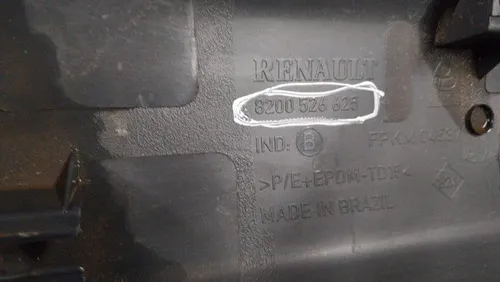 RENAULT
8200 526 625
IND: B
>P/E+EPDM-TD15<
MADE IN BRAZIL